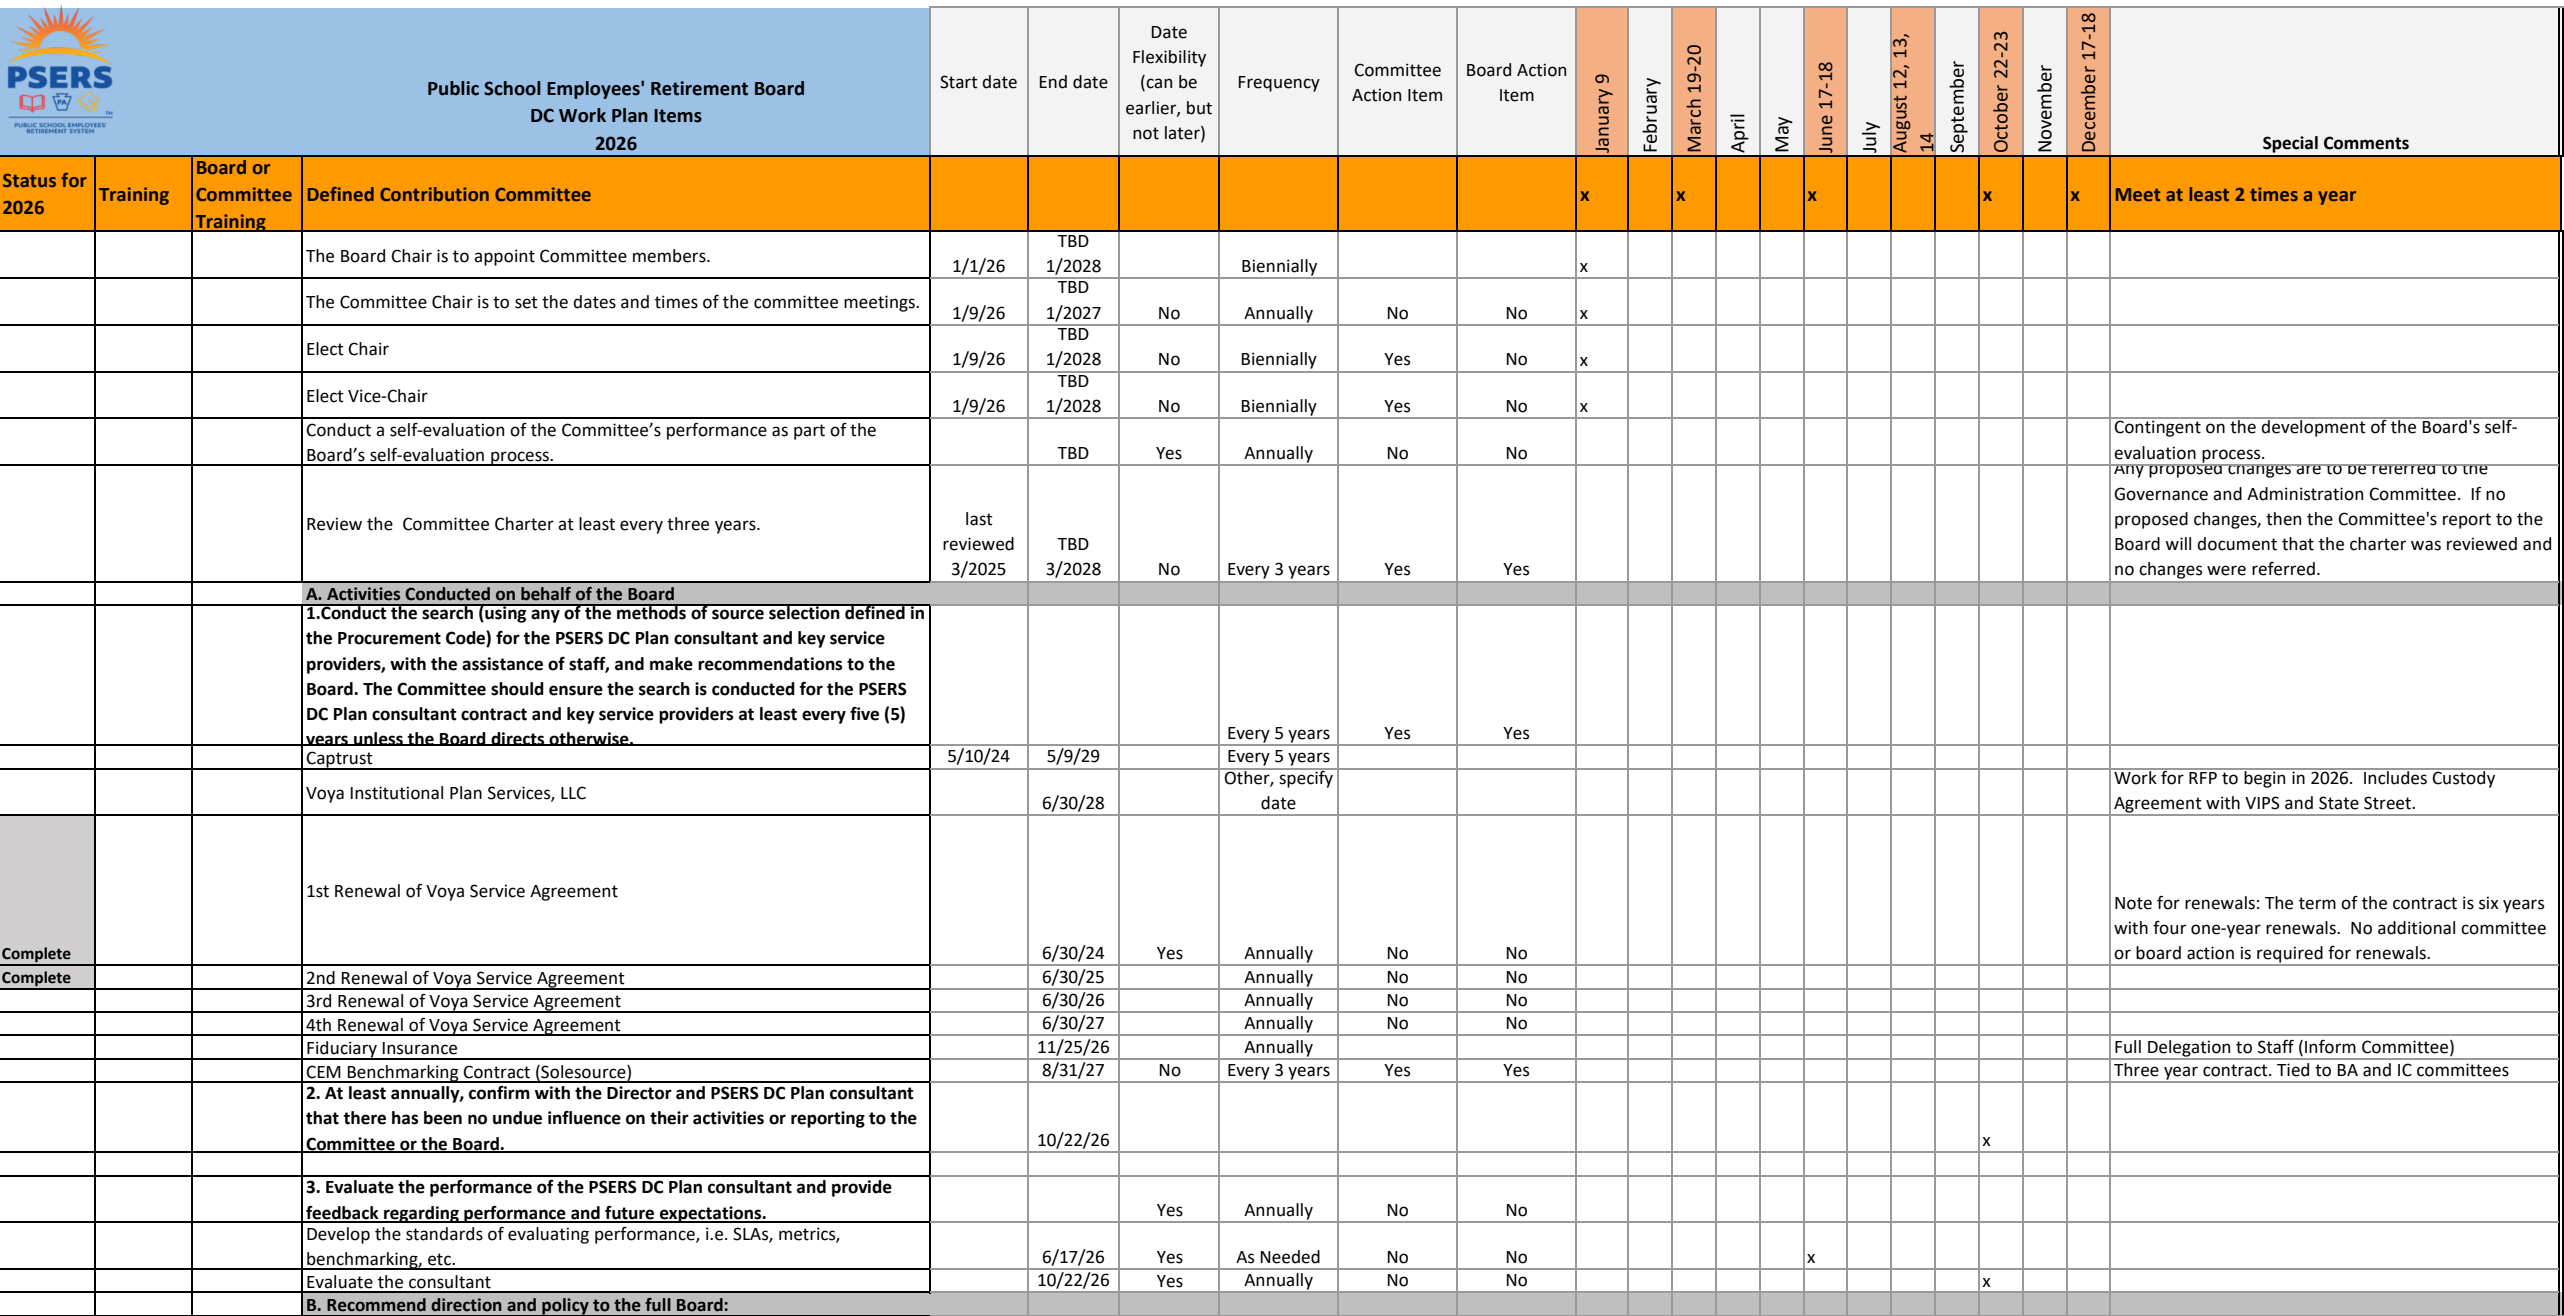 PSERS
PA
TM
PUBLIC SCHOOL EMPLOYEES'
RETIREMENT SYSTEM
Public School Employees' Retirement Board
DC Work Plan Items
2026
Start date
End date
Date
Flexibility
(can be
earlier, but
not later)
Frequency
Committee
Action Item
Board Action
Item
January 9
February
March 19-20
April
May
June 17-18
July
August 12, 13,
14
September
October 22-23
November
December 17-18
Special Comments
Status for
2026
Training
Board or
Committee
Training
Defined Contribution Committee
x x x x x
Meet at least 2 times a year
The Board Chair is to appoint Committee members.
1/1/26
TBD
1/2028
Biennially
x
The Committee Chair is to set the dates and times of the committee meetings.
1/9/26
TBD
1/2027
No Annually No No x
Elect Chair
1/9/26
TBD
1/2028
No Biennially Yes No x
Elect Vice-Chair
1/9/26
TBD
1/2028
No Biennially Yes No x
Conduct a self-evaluation of the Committee’s performance as part of the
Board’s self-evaluation process.
TBD Yes Annually No No
Contingent on the development of the Board's self-
evaluation process.
Review the  Committee Charter at least every three years.
last
reviewed
3/2025
TBD
3/2028
No Every 3 years Yes Yes
Any proposed changes are to be referred to the
Governance and Administration Committee.  If no
proposed changes, then the Committee's report to the
Board will document that the charter was reviewed and
no changes were referred.
A. Activities Conducted on behalf of the Board
1.Conduct the search (using any of the methods of source selection defined in
the Procurement Code) for the PSERS DC Plan consultant and key service
providers, with the assistance of staff, and make recommendations to the
Board. The Committee should ensure the search is conducted for the PSERS
DC Plan consultant contract and key service providers at least every five (5)
years unless the Board directs otherwise.
Every 5 years Yes Yes
Captrust 5/10/24 5/9/29 Every 5 years
Voya Institutional Plan Services, LLC
6/30/28
Other, specify
date
Work for RFP to begin in 2026.  Includes Custody
Agreement with VIPS and State Street.
Complete
1st Renewal of Voya Service Agreement
6/30/24 Yes Annually No No
Note for renewals: The term of the contract is six years
with four one-year renewals.  No additional committee
or board action is required for renewals.
Complete 2nd Renewal of Voya Service Agreement 6/30/25 Annually No No
3rd Renewal of Voya Service Agreement 6/30/26 Annually No No
4th Renewal of Voya Service Agreement 6/30/27 Annually No No
Fiduciary Insurance 11/25/26 Annually Full Delegation to Staff (Inform Committee)
CEM Benchmarking Contract (Solesource) 8/31/27 No Every 3 years Yes Yes Three year contract. Tied to BA and IC committees
2. At least annually, confirm with the Director and PSERS DC Plan consultant
that there has been no undue influence on their activities or reporting to the
Committee or the Board.
10/22/26 x
3. Evaluate the performance of the PSERS DC Plan consultant and provide
feedback regarding performance and future expectations.
Yes Annually No No
Develop the standards of evaluating performance, i.e. SLAs, metrics,
benchmarking, etc.
6/17/26 Yes As Needed No No x
Evaluate the consultant 10/22/26 Yes Annually No No x
B. Recommend direction and policy to the full Board: